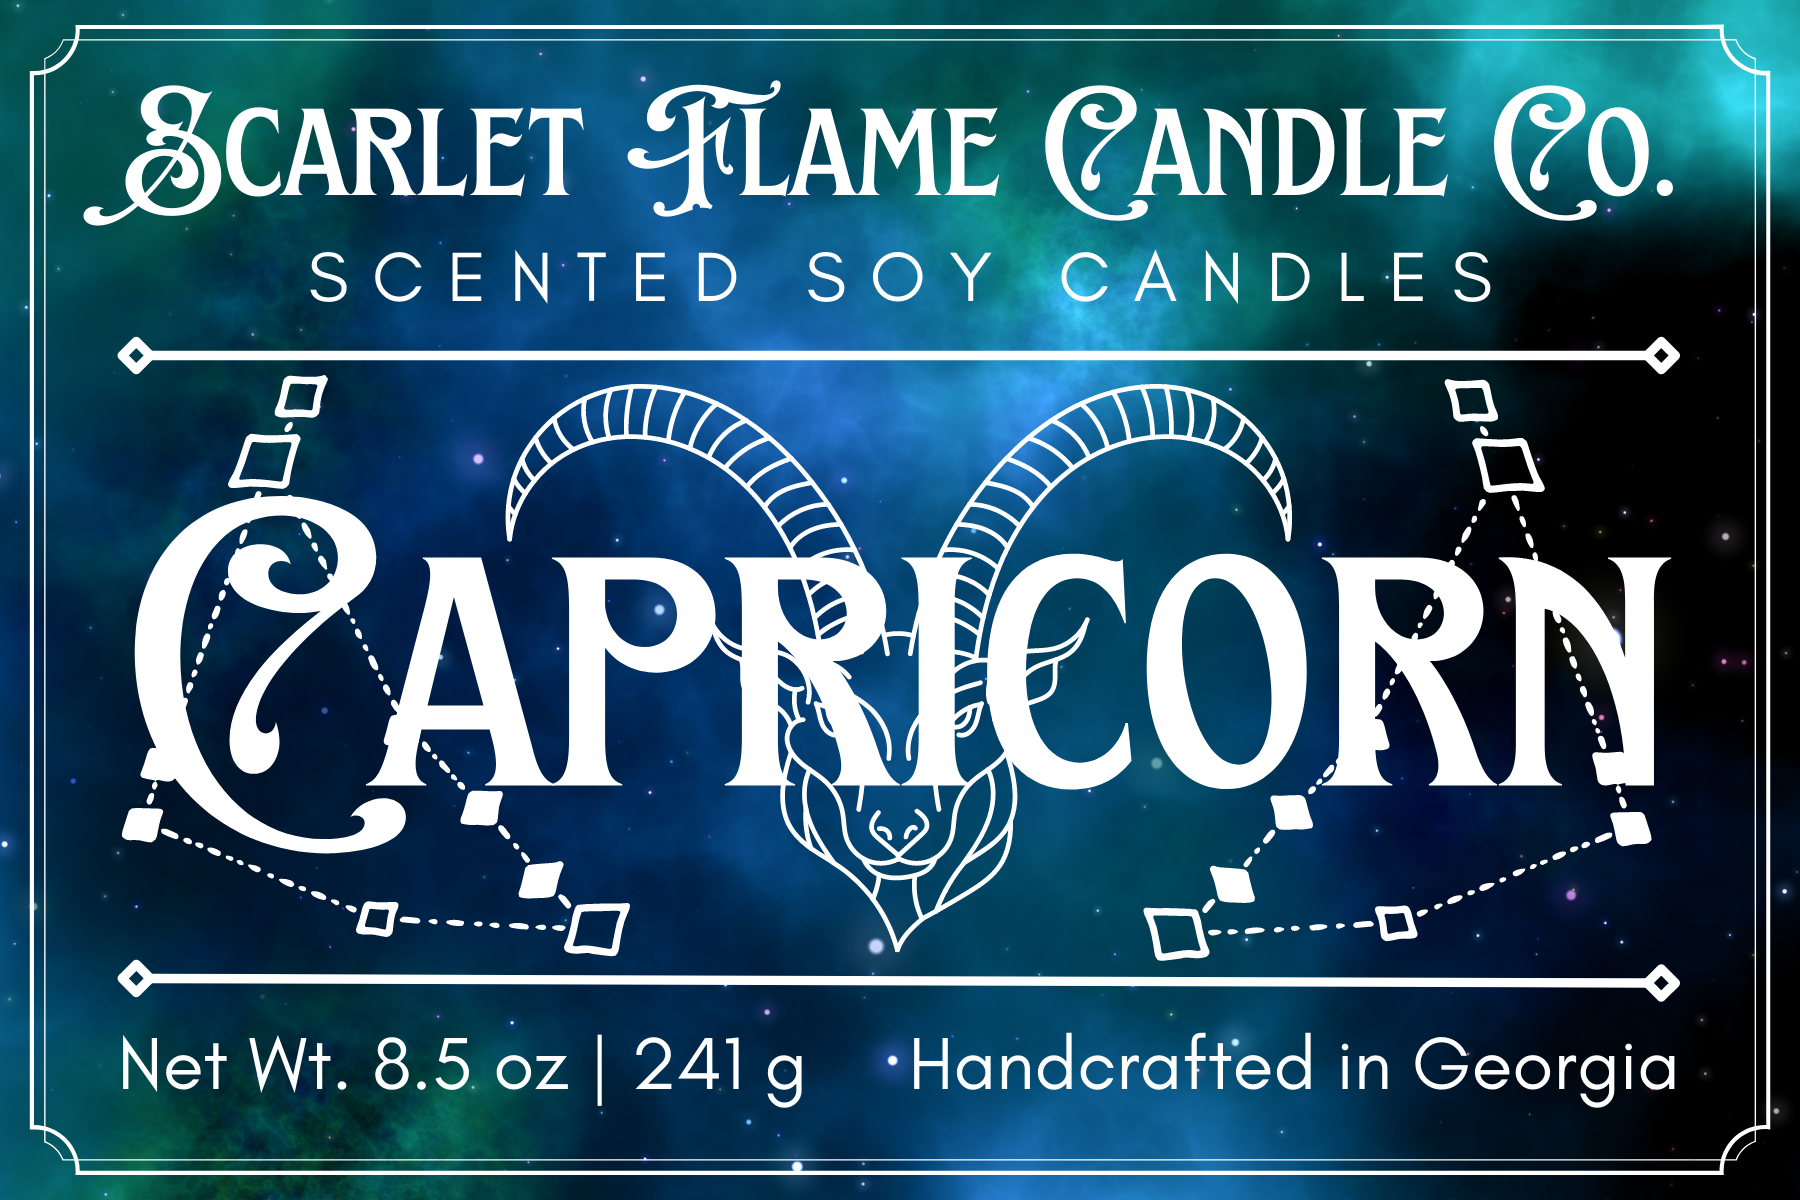 Scarlet Flame Candle Co.
SCENTED SOY CANDLES
Capricorn
Net Wt. 8.5 oz | 241 g
Handcrafted in Georgia